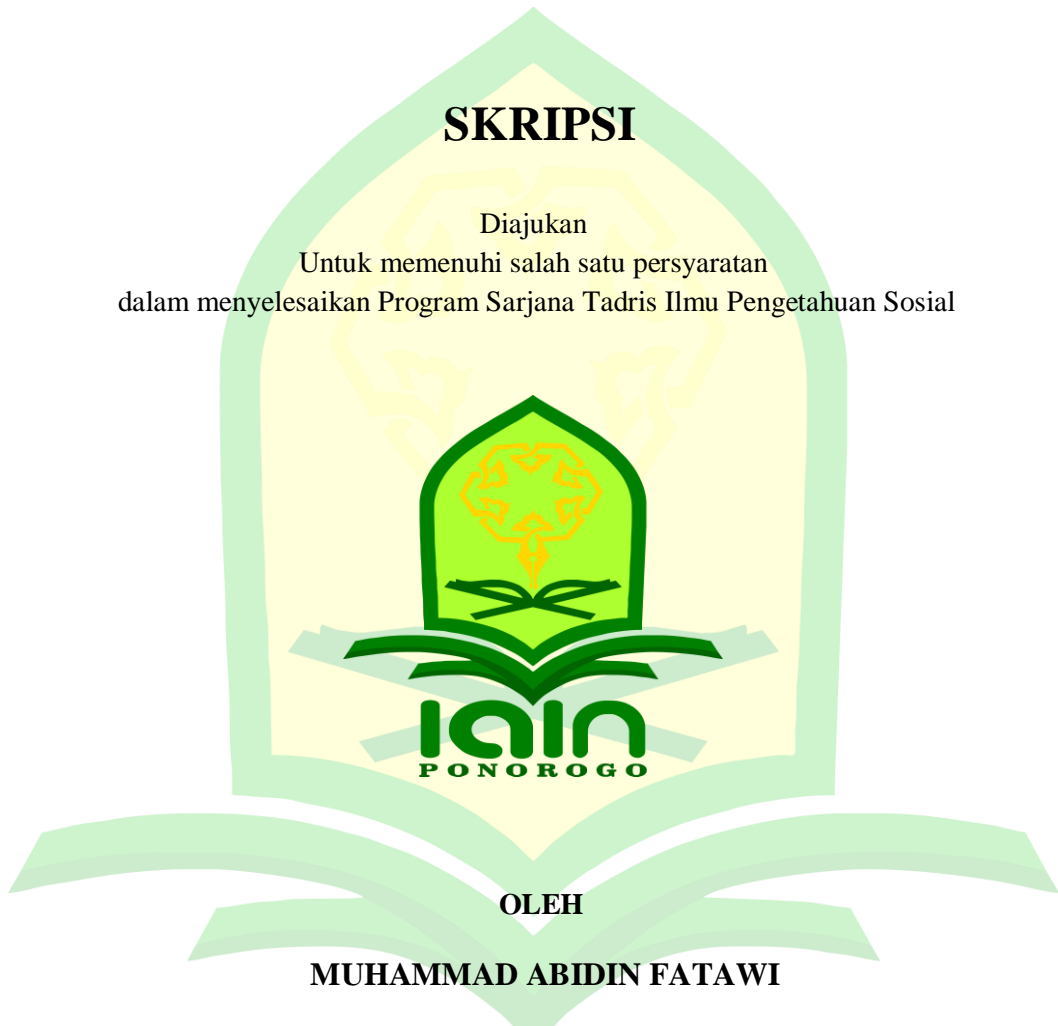 SKRIPSI
Diajukan
Untuk memenuhi salah satu persyaratan
dalam menyelesaikan Program Sarjana Tadris Ilmu Pengetahuan Sosial
iain
PONOROGO
OLEH
MUHAMMAD ABIDIN FATAWI